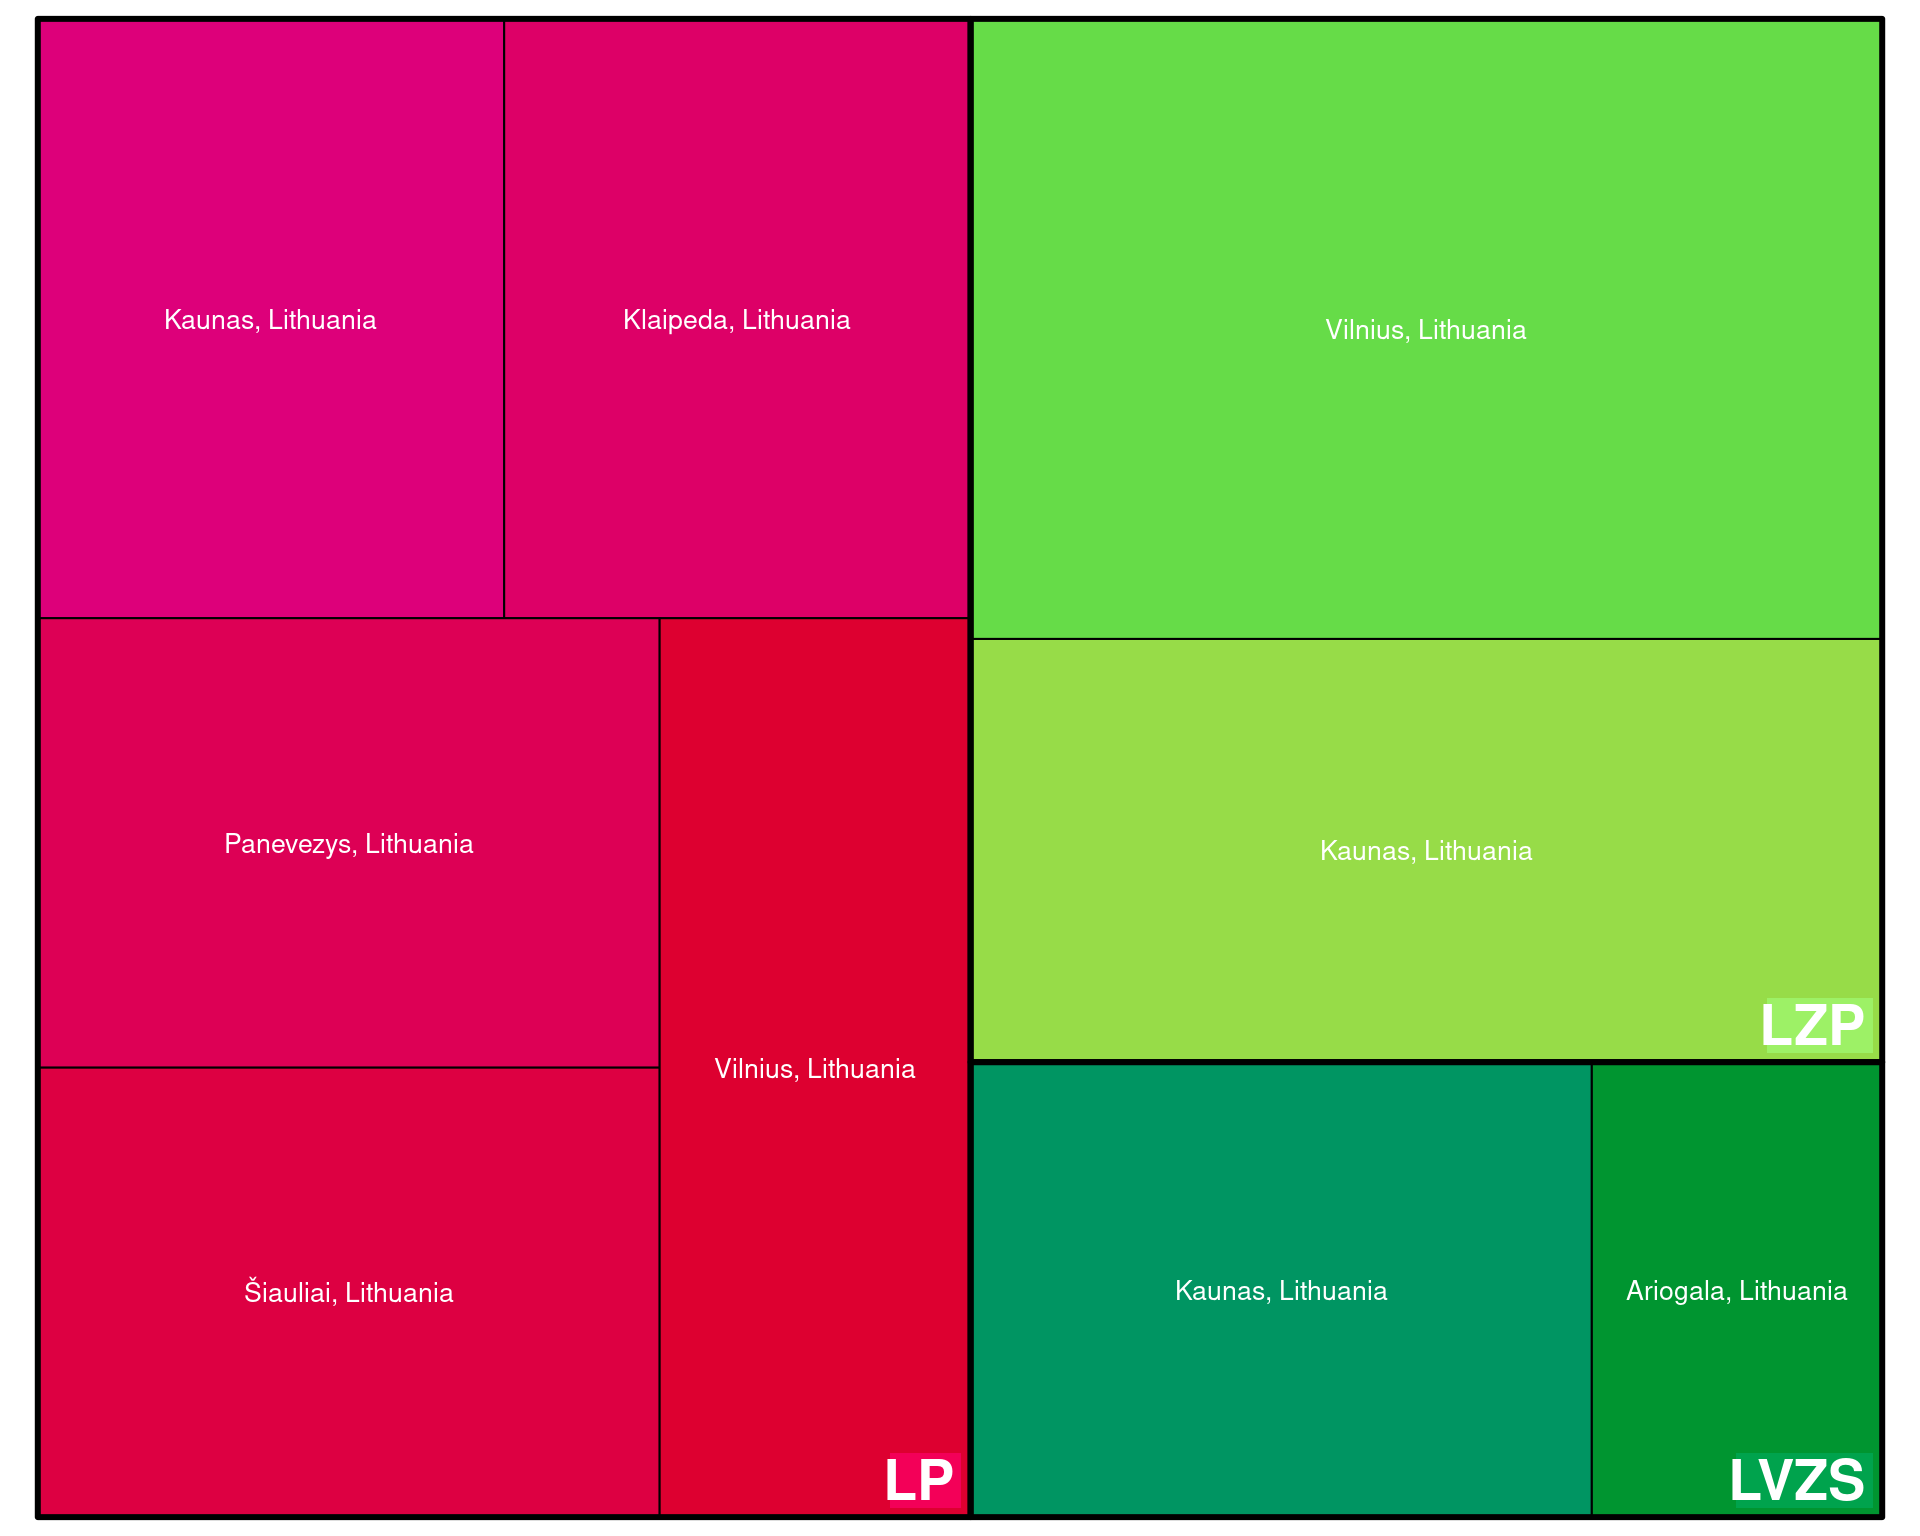 Kaunas, Lithuania
Klaipeda, Lithuania
Vilnius, Lithuania
Panevezys, Lithuania
Kaunas, Lithuania
LZP
Vilnius, Lithuania
Šiauliai, Lithuania
Kaunas, Lithuania
Ariogala, Lithuania
LP
LVZS